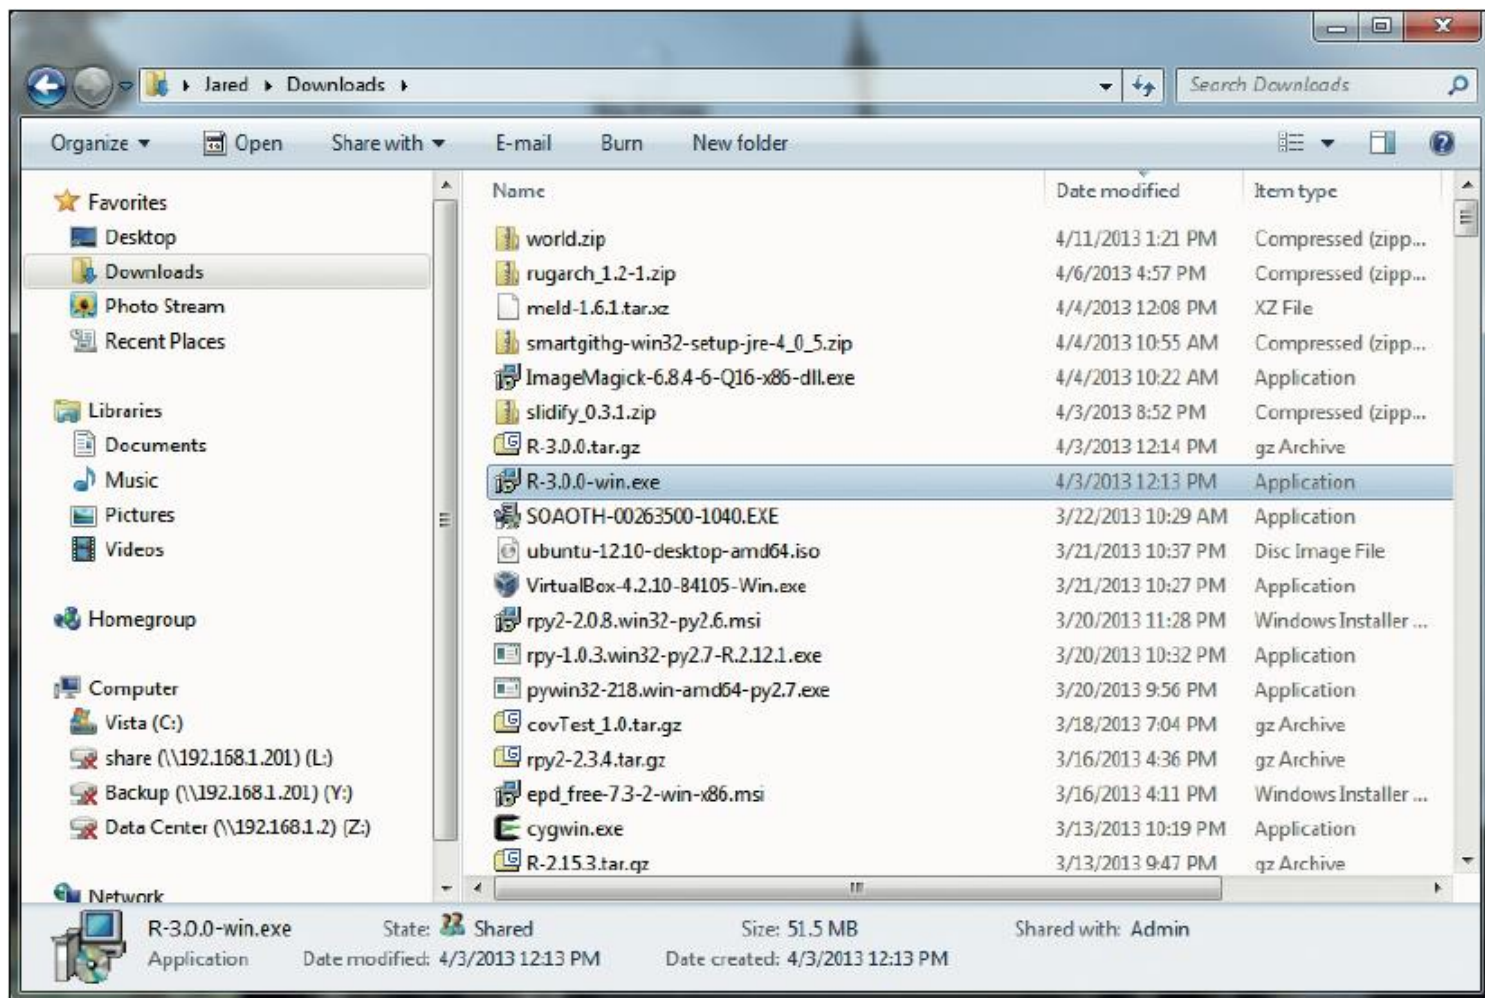 Jared Downloads
Search Downloads
Organize Open Share with E-mail Burn New folder
Favorites
Desktop
Downloads
Photo Stream
Recent Places
Libraries
Documents
Music
Pictures
Videos
Homegroup
Computer
Vista (C:)
share (\\192.168.1.201) (L:)
Backup (\\192.168.1.201) (Y:)
Data Center (\\192.168.1.2) (Z:)
Network
Name Date modified Item type
world.zip 4/11/2013 1:21 PM Compressed (zipp...
rugarch_1.2-1.zip 4/6/2013 4:57 PM Compressed (zipp...
meld-1.6.1.tar.xz 4/4/2013 12:08 PM XZ File
smartgithg-win32-setup-jre-4_0_5.zip 4/4/2013 10:55 AM Compressed (zipp...
ImageMagick-6.8.4-6-Q16-x86-dll.exe 4/4/2013 10:22 AM Application
slidify_0.3.1.zip 4/3/2013 8:52 PM Compressed (zipp...
R-3.0.0.tar.gz 4/3/2013 12:14 PM gz Archive
R-3.0.0-win.exe 4/3/2013 12:13 PM Application
SOAOTH-00263500-1040.EXE 3/22/2013 10:29 AM Application
ubuntu-12.10-desktop-amd64.iso 3/21/2013 10:37 PM Disc Image File
VirtualBox-4.2.10-84105-Win.exe 3/21/2013 10:27 PM Application
rpy2-2.0.8.win32-py2.6.msi 3/20/2013 11:28 PM Windows Installer ...
rpy-1.0.3.win32-py2.7-R.2.12.1.exe 3/20/2013 10:32 PM Application
pywin32-218.win-amd64-py2.7.exe 3/20/2013 9:56 PM Application
covTest_1.0.tar.gz 3/18/2013 7:04 PM gz Archive
rpy2-2.3.4.tar.gz 3/16/2013 4:36 PM gz Archive
epd_free-7.3-2-win-x86.msi 3/16/2013 4:11 PM Windows Installer ...
cygwin.exe 3/13/2013 10:19 PM Application
R-2.15.3.tar.gz 3/13/2013 9:47 PM gz Archive
R-3.0.0-win.exe State: Shared Size: 51.5 MB Shared with: Admin
Application Date modified: 4/3/2013 12:13 PM Date created: 4/3/2013 12:13 PM